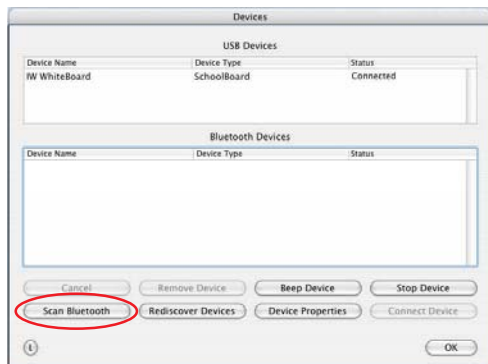 Devices
USB Devices
Device Name Device Type Status
IW WhiteBoard SchoolBoard Connected
Bluetooth Devices
Device Name Device Type Status
Cancel Remove Device Beep Device Stop Device
Scan Bluetooth Rediscover Devices Device Properties Connect Device
i OK